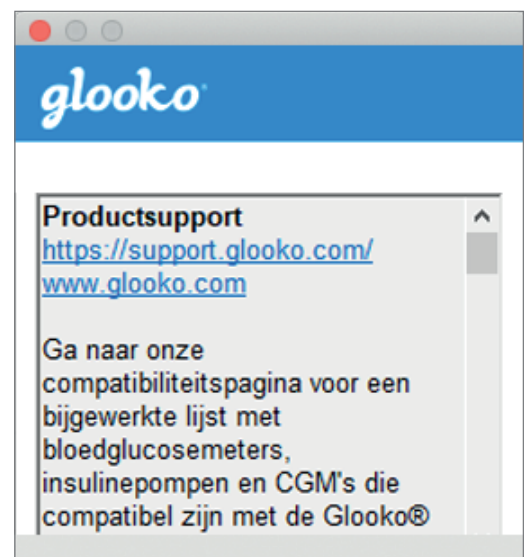 glooko
Productsupport
https://support.glooko.com/
www.glooko.com
Ga naar onze
compatibiliteitspagina voor een
bijgewerkte lijst met
bloedglucosemeters,
insulinepompen en CGM's die
compatibel zijn met de Glooko®